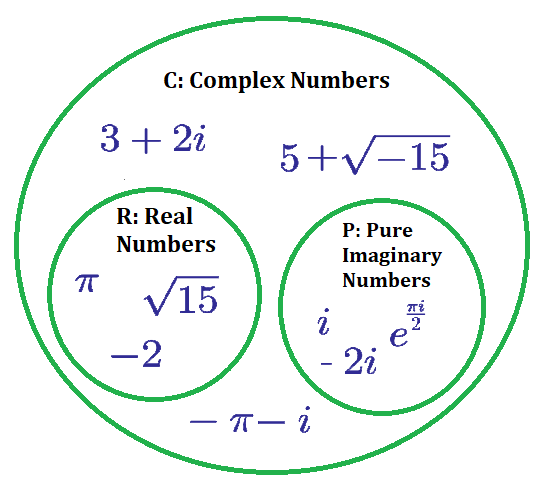 C: Complex Numbers
3 + 2i
5+√−15
R: Real
Numbers
π
√15
−2
P: Pure
Imaginary
Numbers
i
e^{πi/2}
- 2i
− π− i